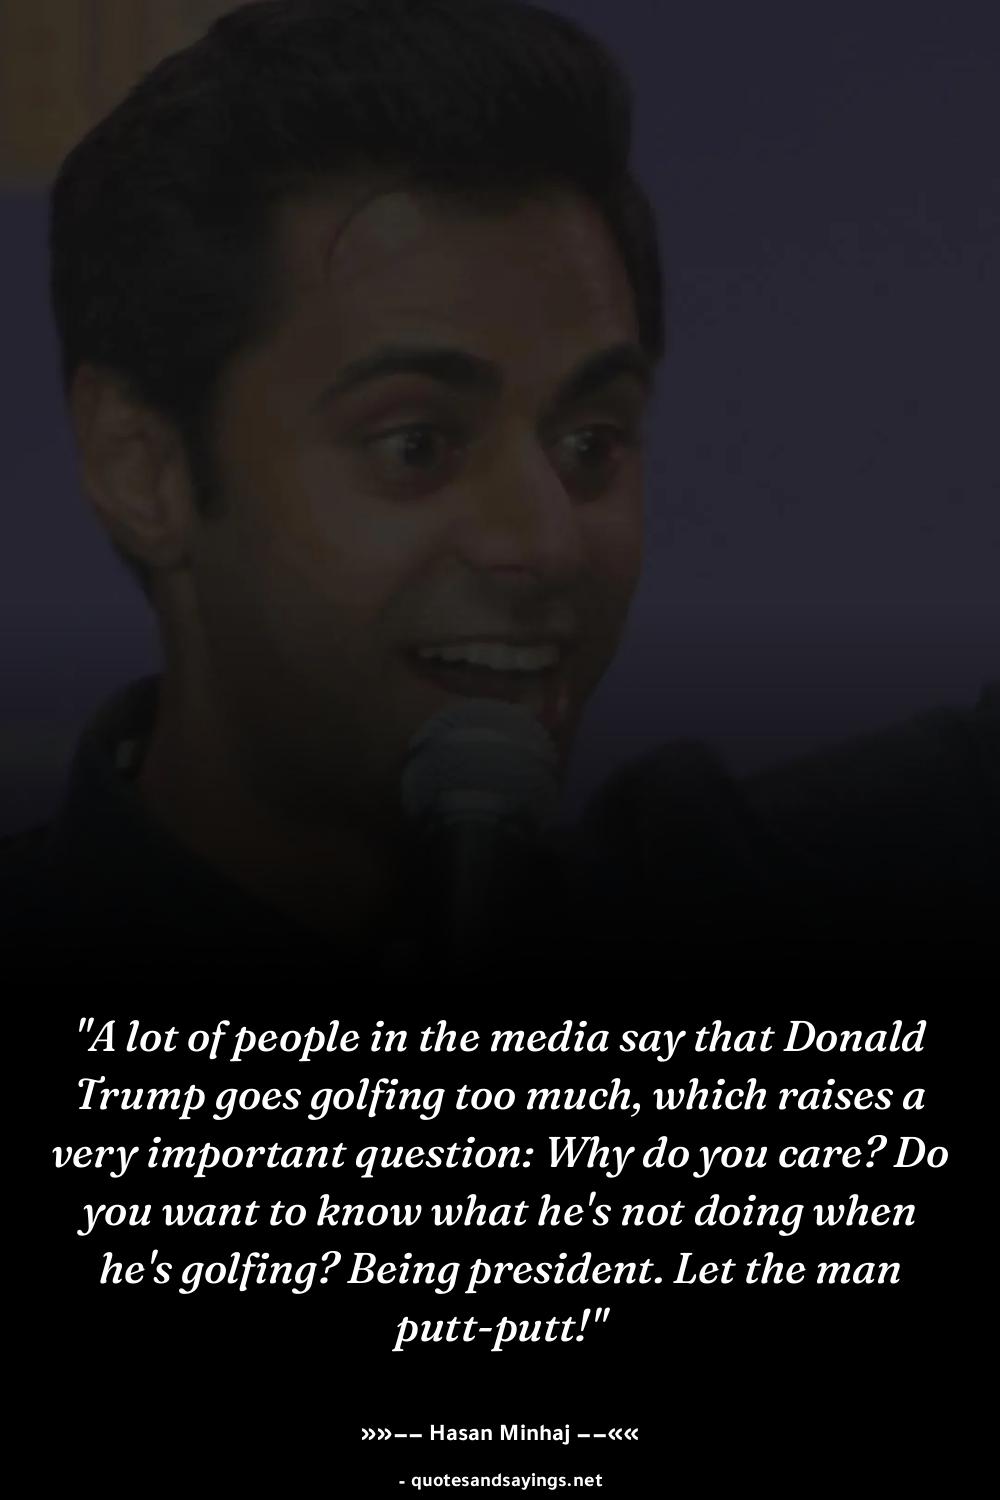 "A lot of people in the media say that Donald
Trump goes golfing too much, which raises a
very important question: Why do you care? Do
you want to know what he's not doing when
he's golfing? Being president. Let the man
putt-putt!"
»»−− Hasan Minhaj −−««
- quotesandsayings.net